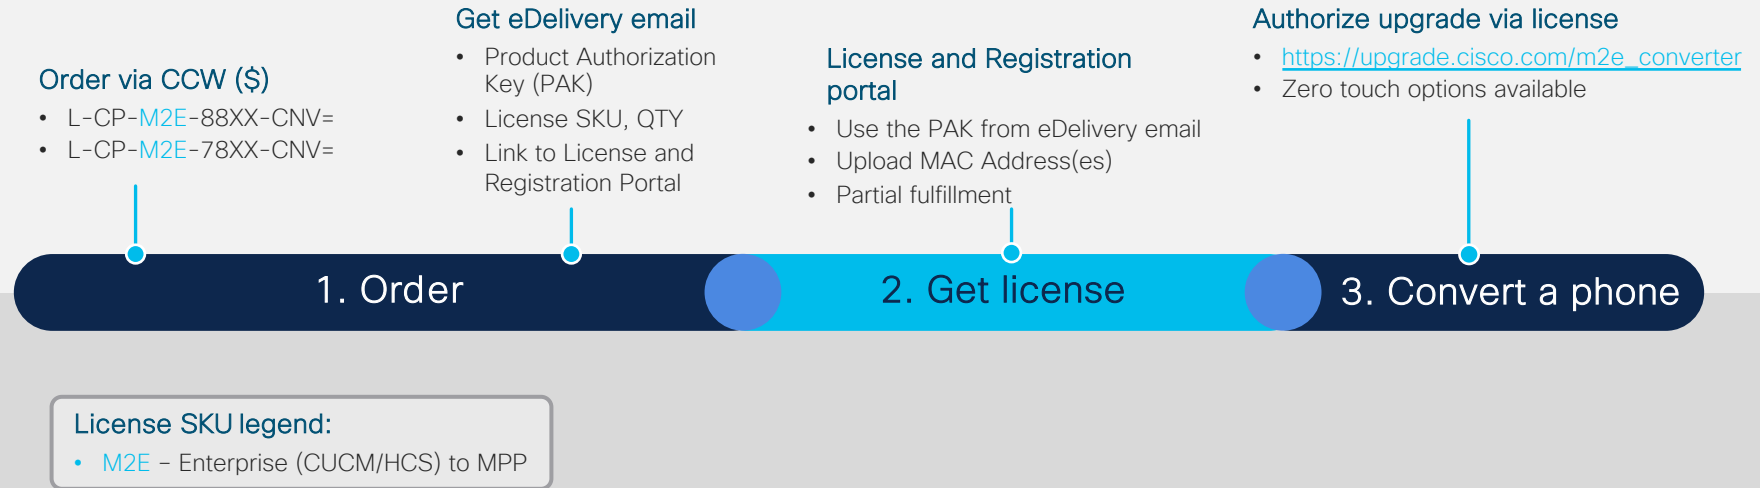 Order via CCW ($)
• L-CP-M2E-88XX-CNV=
• L-CP-M2E-78XX-CNV=
Get eDelivery email
• Product Authorization
Key (PAK)
• License SKU, QTY
• Link to License and
Registration Portal
License and Registration
portal
• Use the PAK from eDelivery email
• Upload MAC Address(es)
• Partial fulfillment
Authorize upgrade via license
• https://upgrade.cisco.com/m2e_converter
• Zero touch options available
1. Order
2. Get license
3. Convert a phone
License SKU legend:
• M2E – Enterprise (CUCM/HCS) to MPP